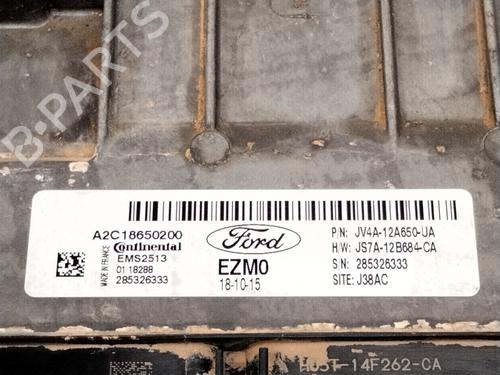 B-PARTS
A2C18650200
Continental
EMS2513
01 18288
285326333
MADE IN FRANCE
Ford
EZM0
18-10-15
P/N: JV4A-12A650-UA
H/W: JS7A-12B684-CA
S/N: 285326333
SITE: J38AC
14F262-CA